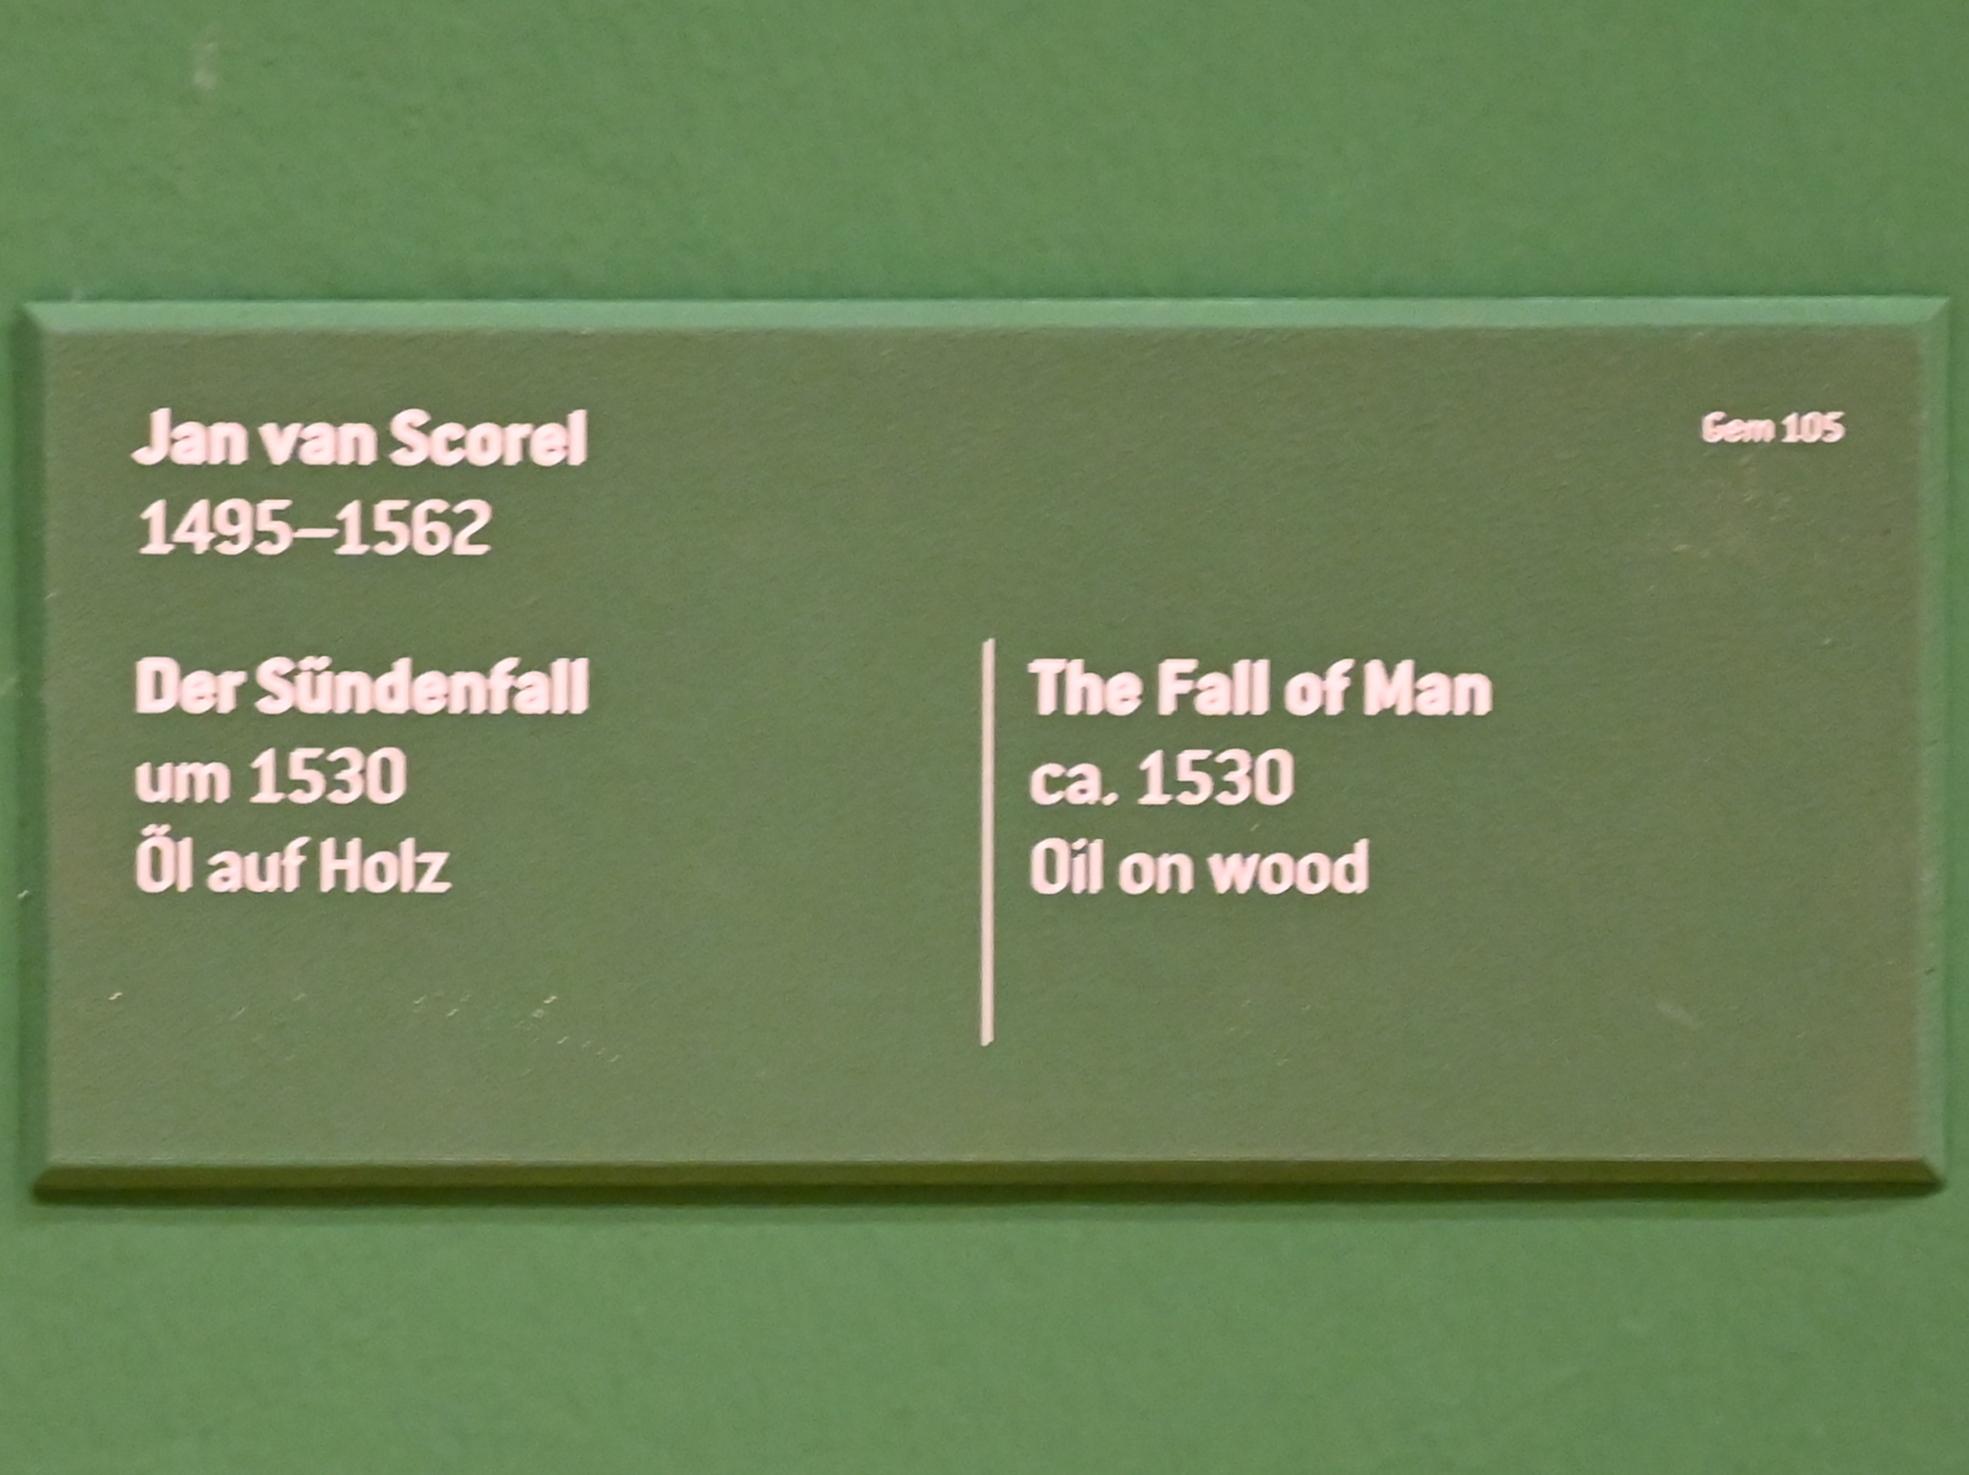 Jan van Scorel
Gem 105
1495–1562
Der Sündenfall
um 1530
Öl auf Holz
The Fall of Man
ca. 1530
Oil on wood